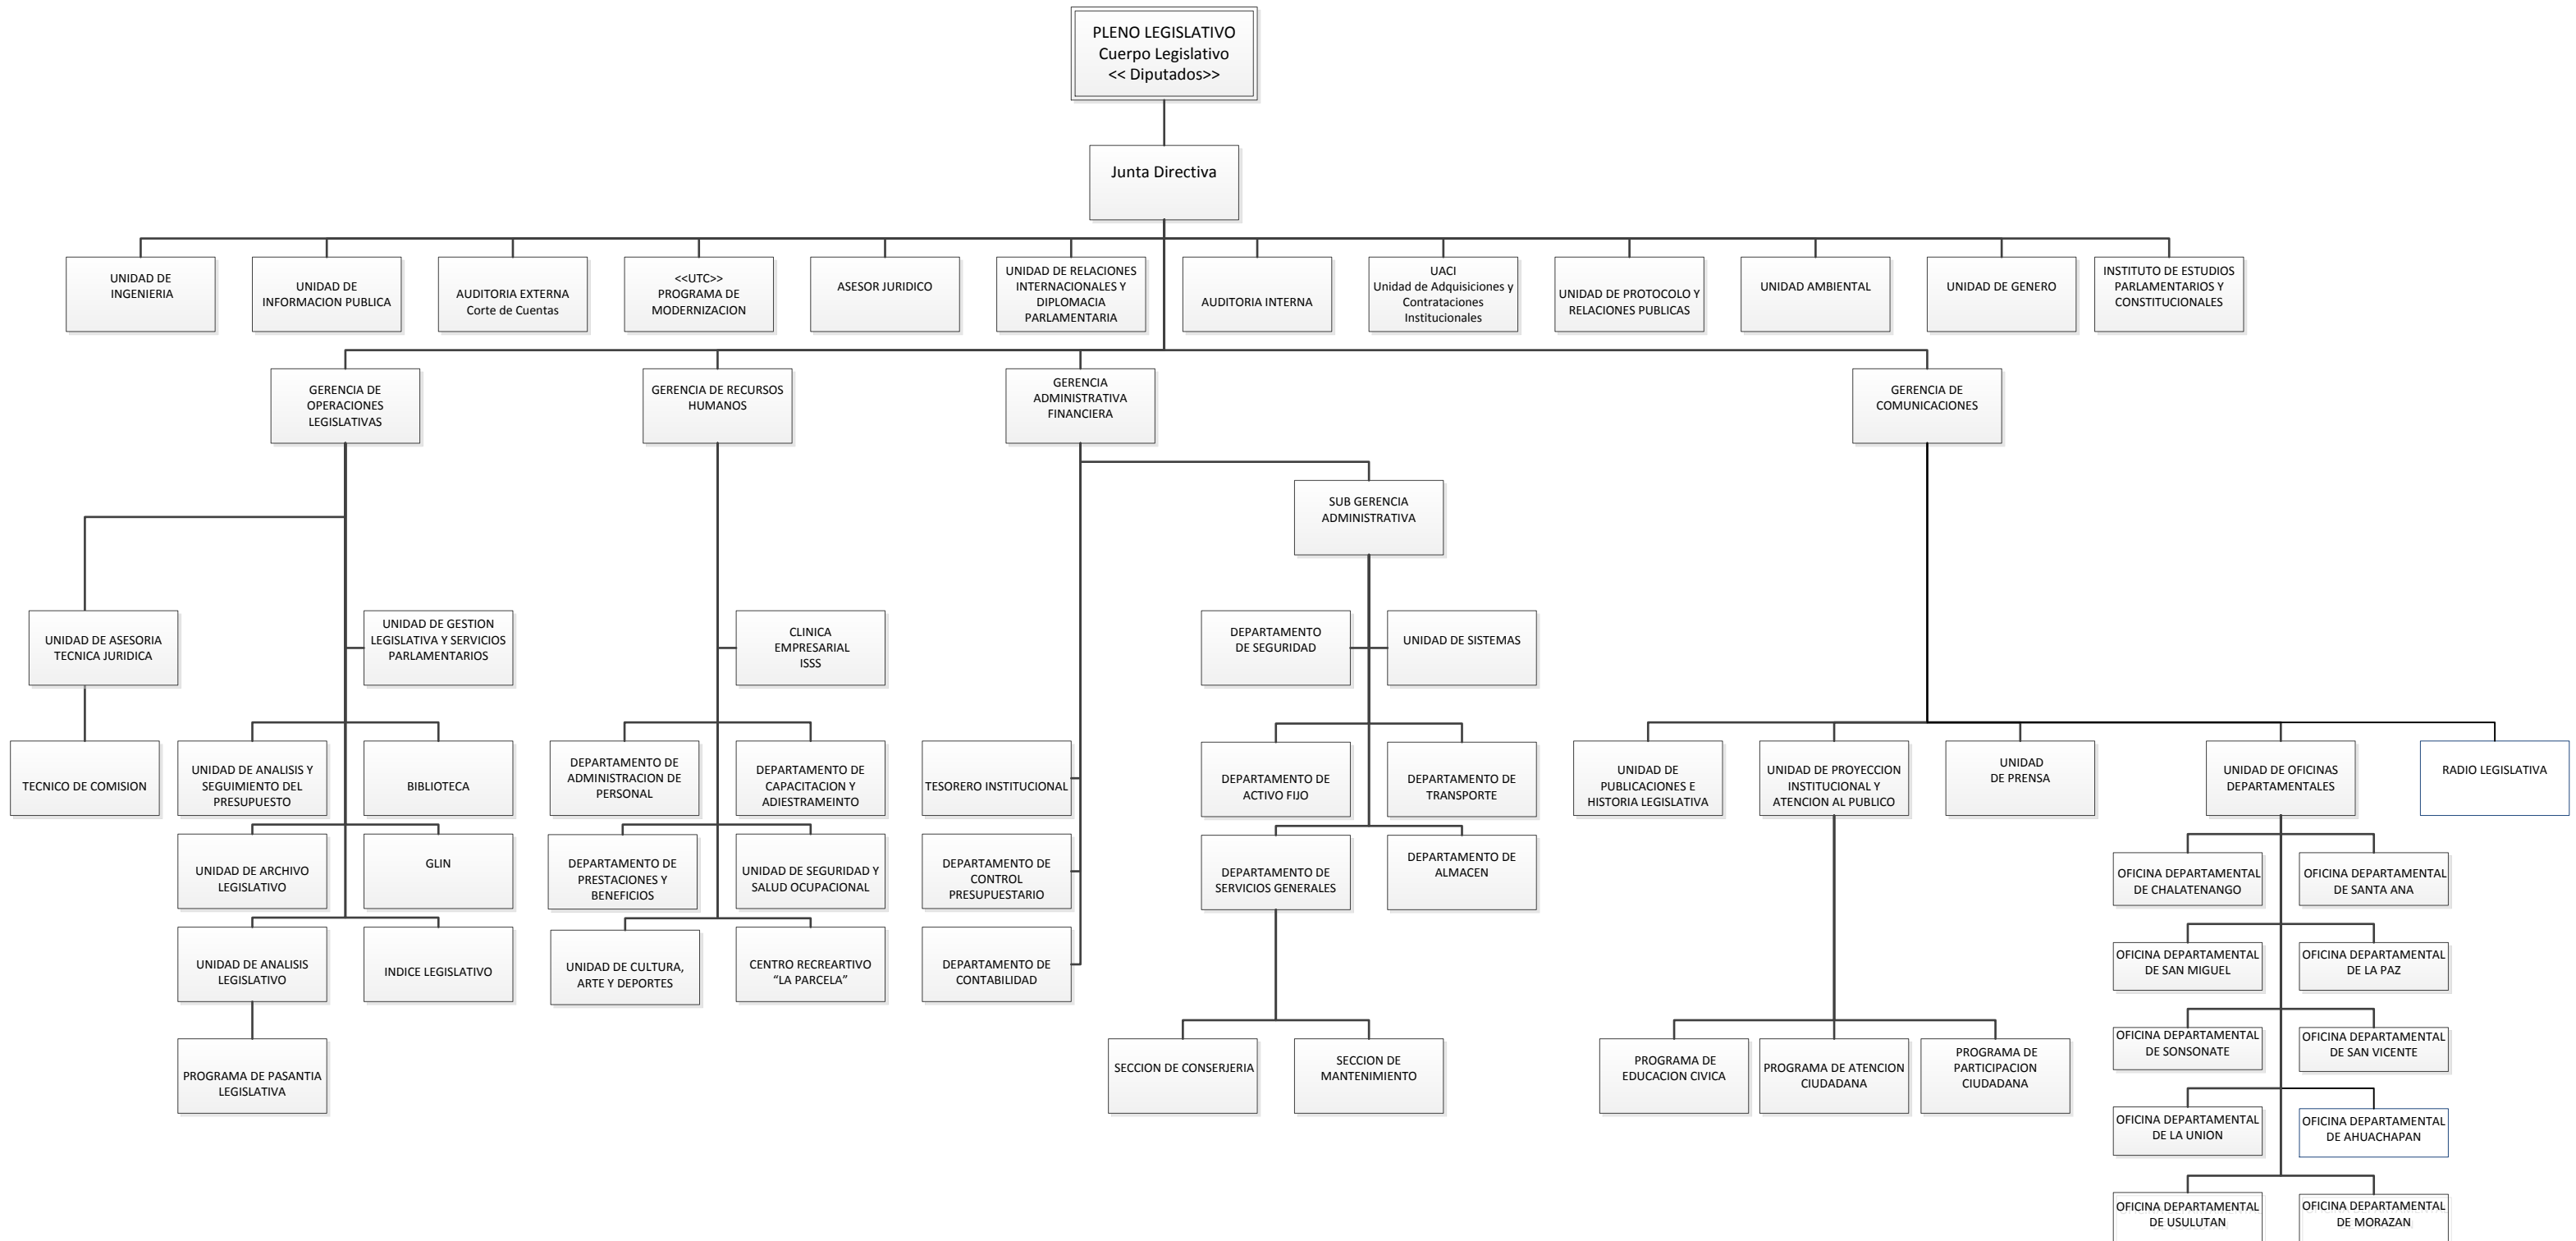 PLENO LEGISLATIVO
Cuerpo Legislativo
<< Diputados>>
Junta Directiva
UNIDAD DE
INGENIERIA
UNIDAD DE
INFORMACION PUBLICA
AUDITORIA EXTERNA
Corte de Cuentas
<<UTC>>
PROGRAMA DE
MODERNIZACION
ASESOR JURIDICO
UNIDAD DE RELACIONES
INTERNACIONALES Y
DIPLOMACIA
PARLAMENTARIA
AUDITORIA INTERNA
UACI
Unidad de Adquisiciones y
Contrataciones
Institucionales
UNIDAD DE PROTOCOLO Y
RELACIONES PUBLICAS
UNIDAD AMBIENTAL
UNIDAD DE GENERO
INSTITUTO DE ESTUDIOS
PARLAMENTARIOS Y
CONSTITUCIONALES
GERENCIA DE
OPERACIONES
LEGISLATIVAS
GERENCIA DE RECURSOS
HUMANOS
GERENCIA
ADMINISTRATIVA
FINANCIERA
GERENCIA DE
COMUNICACIONES
SUB GERENCIA
ADMINISTRATIVA
UNIDAD DE ASESORIA
TECNICA JURIDICA
UNIDAD DE GESTION
LEGISLATIVA Y SERVICIOS
PARLAMENTARIOS
CLINICA
EMPRESARIAL
ISSS
DEPARTAMENTO
DE SEGURIDAD
UNIDAD DE SISTEMAS
TECNICO DE COMISION
UNIDAD DE ANALISIS Y
SEGUIMIENTO DEL
PRESUPUESTO
BIBLIOTECA
DEPARTAMENTO DE
ADMINISTRACION DE
PERSONAL
DEPARTAMENTO DE
CAPACITACION Y
ADIESTRAMEINTO
TESORERO INSTITUCIONAL
DEPARTAMENTO DE
ACTIVO FIJO
DEPARTAMENTO DE
TRANSPORTE
UNIDAD DE
PUBLICACIONES E
HISTORIA LEGISLATIVA
UNIDAD DE PROYECCION
INSTITUCIONAL Y
ATENCION AL PUBLICO
UNIDAD
DE PRENSA
UNIDAD DE OFICINAS
DEPARTAMENTALES
RADIO LEGISLATIVA
UNIDAD DE ARCHIVO
LEGISLATIVO
GLIN
DEPARTAMENTO DE
PRESTACIONES Y
BENEFICIOS
UNIDAD DE SEGURIDAD Y
SALUD OCUPACIONAL
DEPARTAMENTO DE
CONTROL
PRESUPUESTARIO
DEPARTAMENTO DE
SERVICIOS GENERALES
DEPARTAMENTO DE
ALMACEN
OFICINA DEPARTAMENTAL
DE CHALATENANGO
OFICINA DEPARTAMENTAL
DE SANTA ANA
UNIDAD DE ANALISIS
LEGISLATIVO
INDICE LEGISLATIVO
UNIDAD DE CULTURA,
ARTE Y DEPORTES
CENTRO RECREARTIVO
“LA PARCELA”
DEPARTAMENTO DE
CONTABILIDAD
OFICINA DEPARTAMENTAL
DE SAN MIGUEL
OFICINA DEPARTAMENTAL
DE LA PAZ
PROGRAMA DE PASANTIA
LEGISLATIVA
SECCION DE CONSERJERIA
SECCION DE
MANTENIMIENTO
PROGRAMA DE
EDUCACION CIVICA
PROGRAMA DE ATENCION
CIUDADANA
PROGRAMA DE
PARTICIPACION
CIUDADANA
OFICINA DEPARTAMENTAL
DE SONSONATE
OFICINA DEPARTAMENTAL
DE SAN VICENTE
OFICINA DEPARTAMENTAL
DE LA UNION
OFICINA DEPARTAMENTAL
DE AHUACHAPAN
OFICINA DEPARTAMENTAL
DE USULUTAN
OFICINA DEPARTAMENTAL
DE MORAZAN